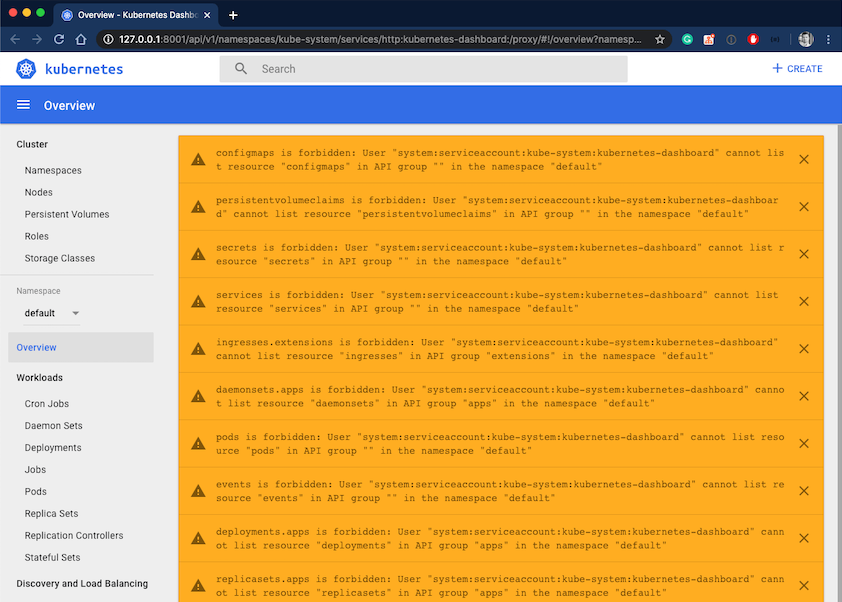 Overview - Kubernetes Dashbo
127.0.0.1:8001/api/v1/namespaces/kube-system/services/http:kubernetes-dashboard:/proxy/#!/overview?namesp...
kubernetes
Search
+ CREATE
Overview
Cluster
Namespaces
Nodes
Persistent Volumes
Roles
Storage Classes
Namespace
default
Overview
Workloads
Cron Jobs
Daemon Sets
Deployments
Jobs
Pods
Replica Sets
Replication Controllers
Stateful Sets
Discovery and Load Balancing
configmaps is forbidden: User "system:serviceaccount:kube-system:kubernetes-dashboard" cannot lis
t resource "configmaps" in API group "" in the namespace "default"
persistentvolumeclaims is forbidden: User "system:serviceaccount:kube-system:kubernetes-dashboar
d" cannot list resource "persistentvolumeclaims" in API group "" in the namespace "default"
secrets is forbidden: User "system:serviceaccount:kube-system:kubernetes-dashboard" cannot list r
esource "secrets" in API group "" in the namespace "default"
services is forbidden: User "system:serviceaccount:kube-system:kubernetes-dashboard" cannot list
resource "services" in API group "" in the namespace "default"
ingresses.extensions is forbidden: User "system:serviceaccount:kube-system:kubernetes-dashboard"
cannot list resource "ingresses" in API group "extensions" in the namespace "default"
daemonsets.apps is forbidden: User "system:serviceaccount:kube-system:kubernetes-dashboard" canno
t list resource "daemonsets" in API group "apps" in the namespace "default"
pods is forbidden: User "system:serviceaccount:kube-system:kubernetes-dashboard" cannot list reso
urce "pods" in API group "" in the namespace "default"
events is forbidden: User "system:serviceaccount:kube-system:kubernetes-dashboard" cannot list re
source "events" in API group "" in the namespace "default"
deployments.apps is forbidden: User "system:serviceaccount:kube-system:kubernetes-dashboard" cann
ot list resource "deployments" in API group "apps" in the namespace "default"
replicasets.apps is forbidden: User "system:serviceaccount:kube-system:kubernetes-dashboard" cann
ot list resource "replicasets" in API group "apps" in the namespace "default"